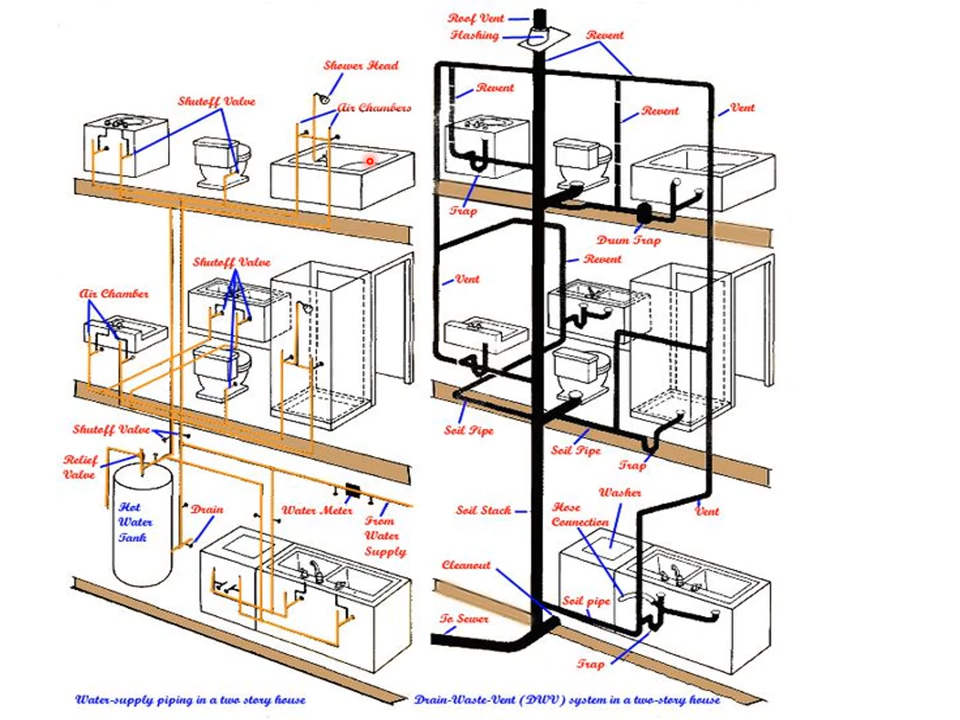 Roof Vent
Flashing
Revent
Shower Head
Shutoff Valve
Air Chambers
Revent
Revent
Vent
Trap
Drum Trap
Shutoff Valve
Air Chamber
Vent
Revent
Shutoff Valve
Relief
Valve
Soil Pipe
Soil Pipe
Trap
Hot
Water
Tank
Drain
Water Meter
From
Water
Supply
Soil Stack
Washer
Hose
Connection
Vent
Cleanout
Soil pipe
To Sewer
Trap
Water-supply piping in a two story house
Drain-Waste-Vent (DWV) system in a two-story house